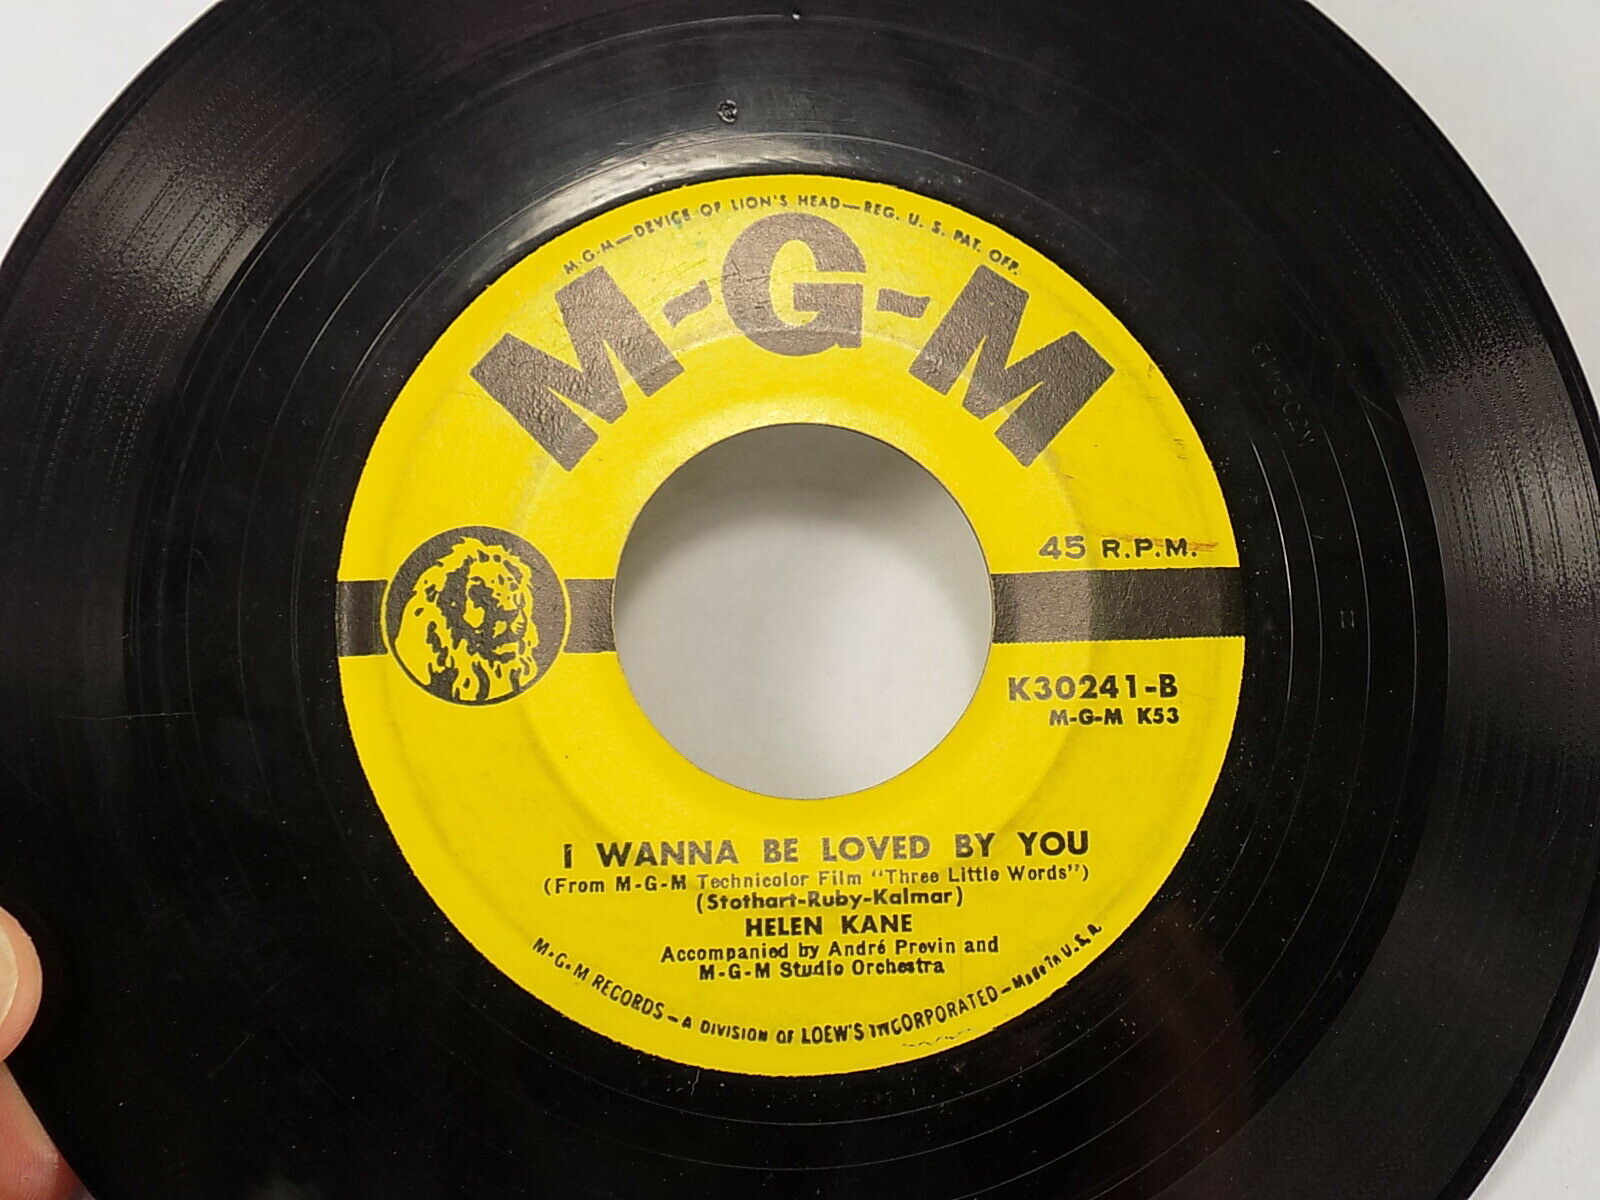 M-G-M—DEVICE OF LION'S HEAD—REG. U. S. PAT. OFF.
M-G-M
45 R.P.M.
K30241-B
M-G-M K53
I WANNA BE LOVED BY YOU
(From M-G-M Technicolor Film "Three Little Words")
(Stothart-Ruby-Kalmar)
HELEN KANE
Accompanied by André Previn and
M-G-M Studio Orchestra
M-G-M RECORDS—A DIVISION OF LOEW'S INCORPORATED—Made in U.S.A.